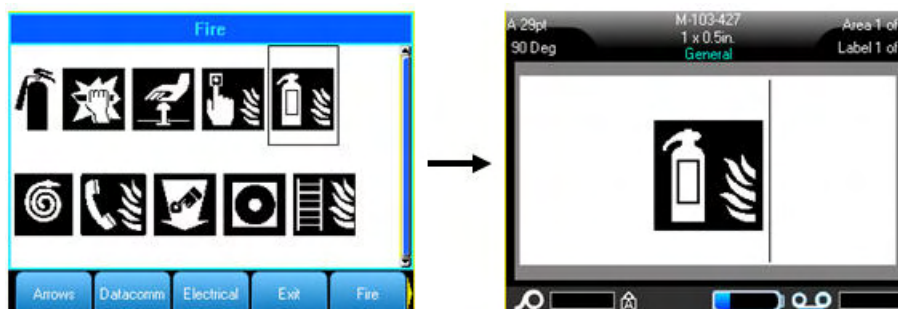 Fire
Arrows Datacomm Electrical Exit Fire
A 29pt M-103-427 Area 1 of
90 Deg 1 x 0.5in. Label 1 of
General
A